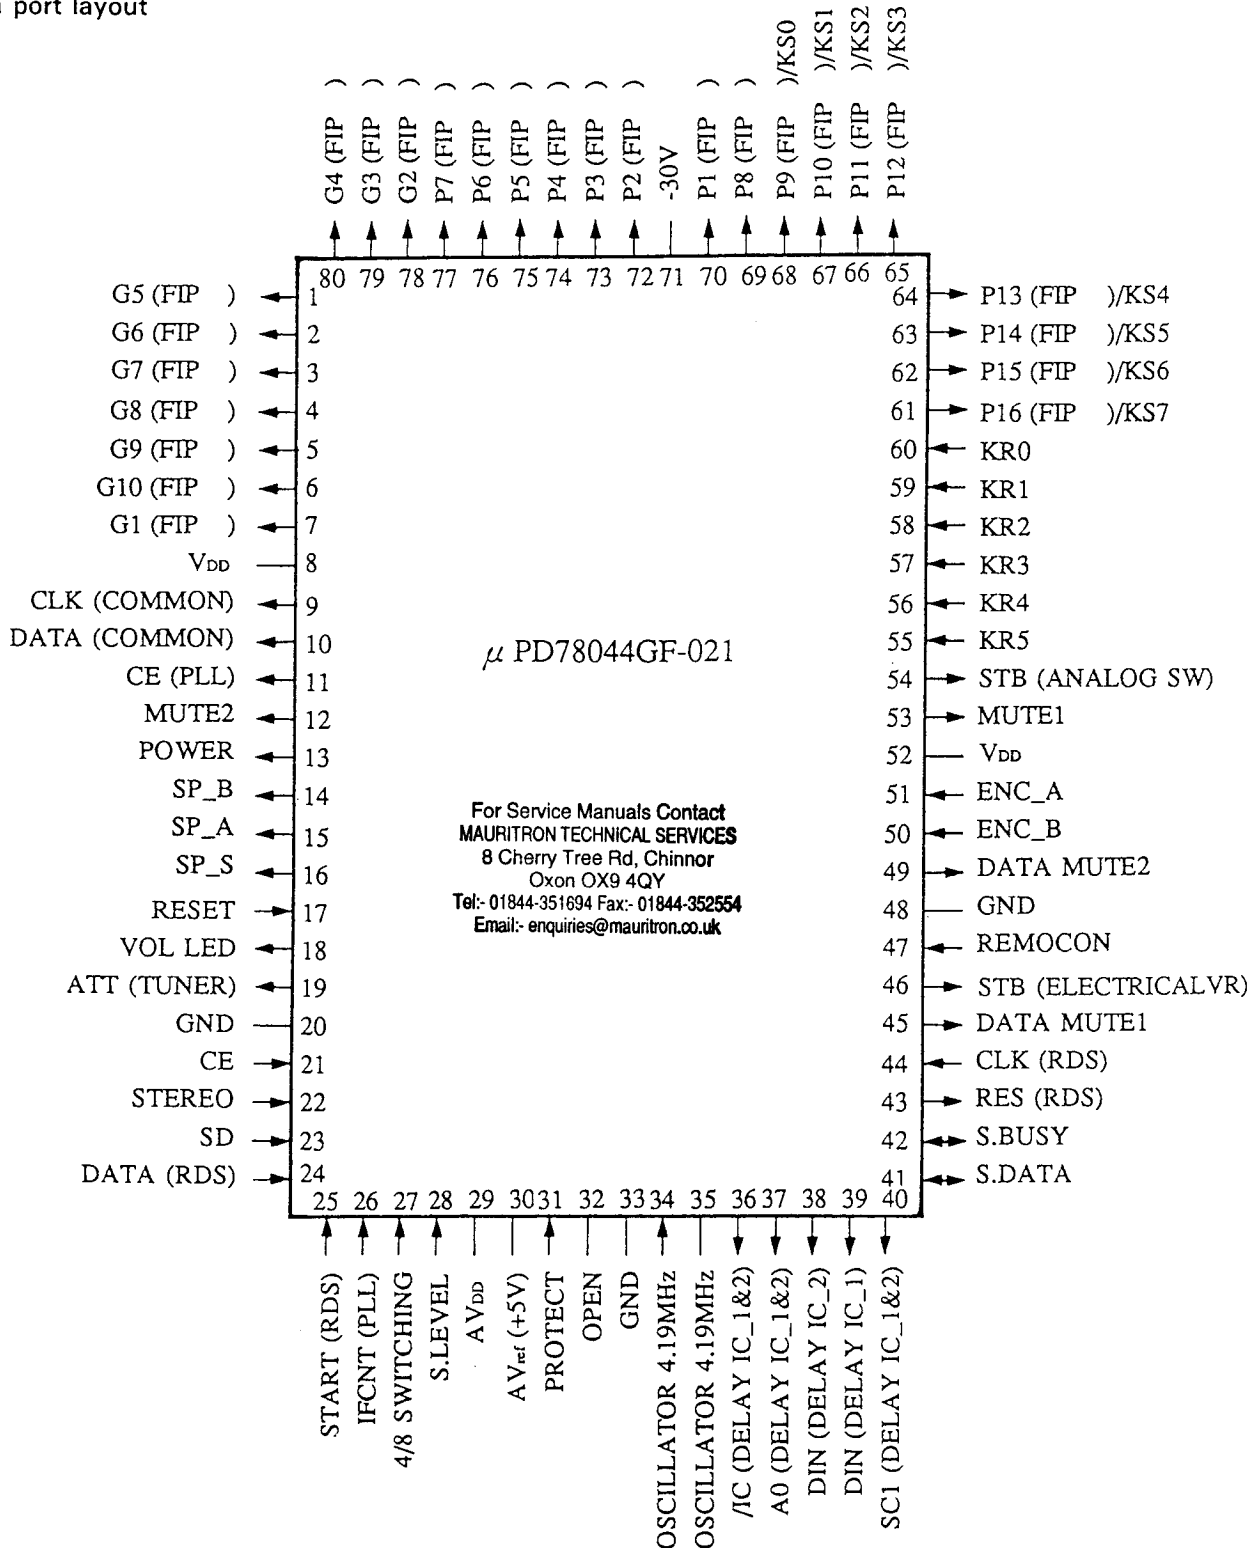 port layout
G4 (FIP )
G3 (FIP )
G2 (FIP )
P7 (FIP )
P6 (FIP )
P5 (FIP )
P4 (FIP )
P3 (FIP )
P2 (FIP )
-30V
P1 (FIP )
P8 (FIP )
P9 (FIP )/KS0
P10 (FIP )/KS1
P11 (FIP )/KS2
P12 (FIP )/KS3
80 79 78 77 76 75 74 73 72 71 70 69 68 67 66 65
G5 (FIP ) 1
G6 (FIP ) 2
G7 (FIP ) 3
G8 (FIP ) 4
G9 (FIP ) 5
G10 (FIP ) 6
G1 (FIP ) 7
VDD 8
CLK (COMMON) 9
DATA (COMMON) 10
CE (PLL) 11
MUTE2 12
POWER 13
SP_B 14
SP_A 15
SP_S 16
RESET 17
VOL LED 18
ATT (TUNER) 19
GND 20
CE 21
STEREO 22
SD 23
DATA (RDS) 24
μ PD78044GF-021
For Service Manuals Contact
MAURITRON TECHNICAL SERVICES
8 Cherry Tree Rd, Chinnor
Oxon OX9 4QY
Tel:- 01844-351694 Fax:- 01844-352554
Email:- enquiries@mauritron.co.uk
64 P13 (FIP )/KS4
63 P14 (FIP )/KS5
62 P15 (FIP )/KS6
61 P16 (FIP )/KS7
60 KR0
59 KR1
58 KR2
57 KR3
56 KR4
55 KR5
54 STB (ANALOG SW)
53 MUTE1
52 VDD
51 ENC_A
50 ENC_B
49 DATA MUTE2
48 GND
47 REMOCON
46 STB (ELECTRICALVR)
45 DATA MUTE1
44 CLK (RDS)
43 RES (RDS)
42 S.BUSY
41 S.DATA
25 26 27 28 29 30 31 32 33 34 35 36 37 38 39 40
START (RDS)
IFCNT (PLL)
4/8 SWITCHING
S.LEVEL
AVDD
AVref (+5V)
PROTECT
OPEN
GND
OSCILLATOR 4.19MHz
OSCILLATOR 4.19MHz
/IC (DELAY IC_1&2)
A0 (DELAY IC_1&2)
DIN (DELAY IC_2)
DIN (DELAY IC_1)
SC1 (DELAY IC_1&2)